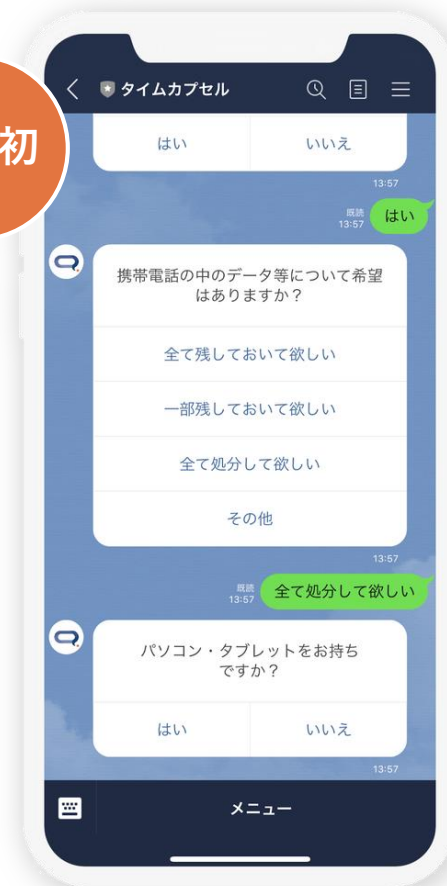 初
タイムカプセル
はい
いいえ
13:57
既読
13:57
はい
携帯電話の中のデータ等について希望
はありますか？
全て残しておいて欲しい
一部残しておいて欲しい
全て処分して欲しい
その他
13:57
既読
13:57
全て処分して欲しい
パソコン・タブレットをお持ち
ですか？
はい
いいえ
13:57
メニュー